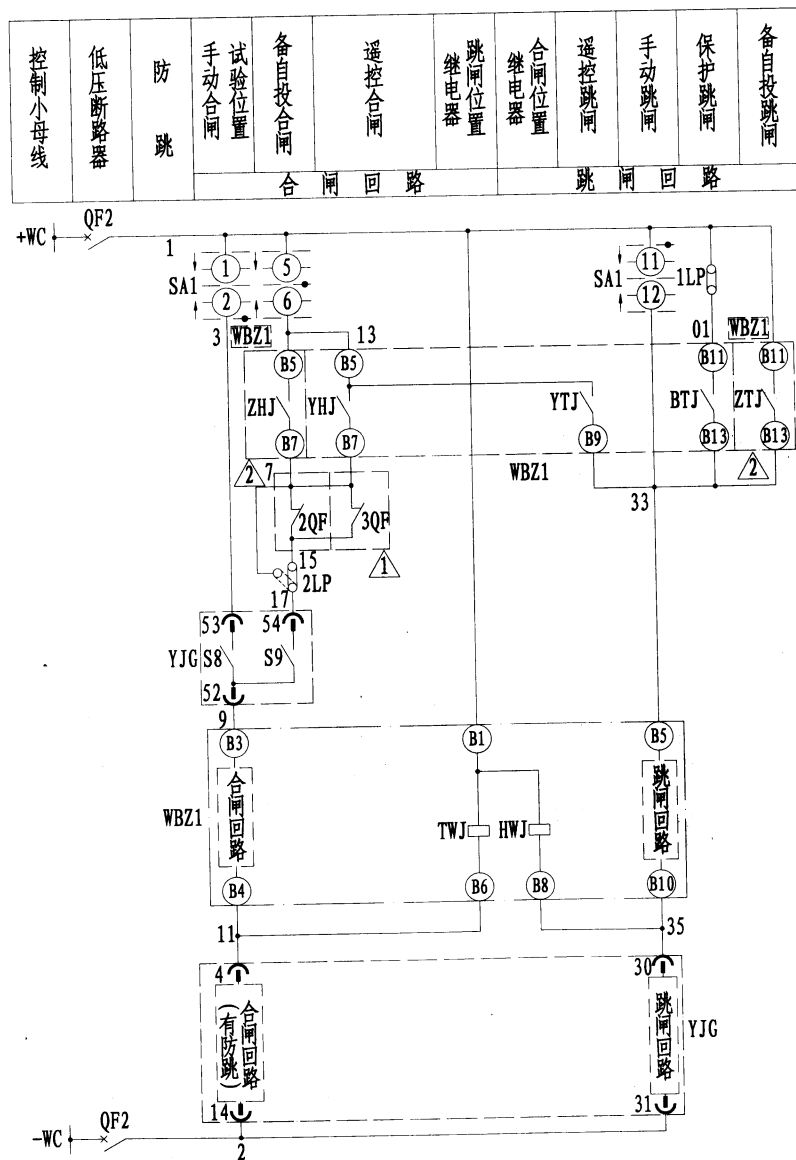 控制小母线
低压断路器
防跳
试验位置
手动合闸
备自投合闸
遥控合闸
跳闸位置
继电器
合闸位置
继电器
遥控跳闸
手动跳闸
保护跳闸
备自投跳闸
合闸回路
跳闸回路
+WC
QF2
1
SA1
1
2
5
6
SA1
11
12
1LP
3
WBZ1
13
01
WBZ1
B5
B5
B11
B11
ZHJ
YHJ
YTJ
BTJ
ZTJ
B7
B7
B9
B13
B13
2
7
WBZ1
33
2
2QF
3QF
15
1
2LP
17
53
54
YJG
S8
S9
52
9
B3
B1
B5
WBZ1
合闸回路
TWJ
HWJ
跳闸回路
B4
B6
B8
B10
11
35
4
30
合闸回路
(有防跳)
跳闸回路
YJG
14
31
-WC
QF2
2